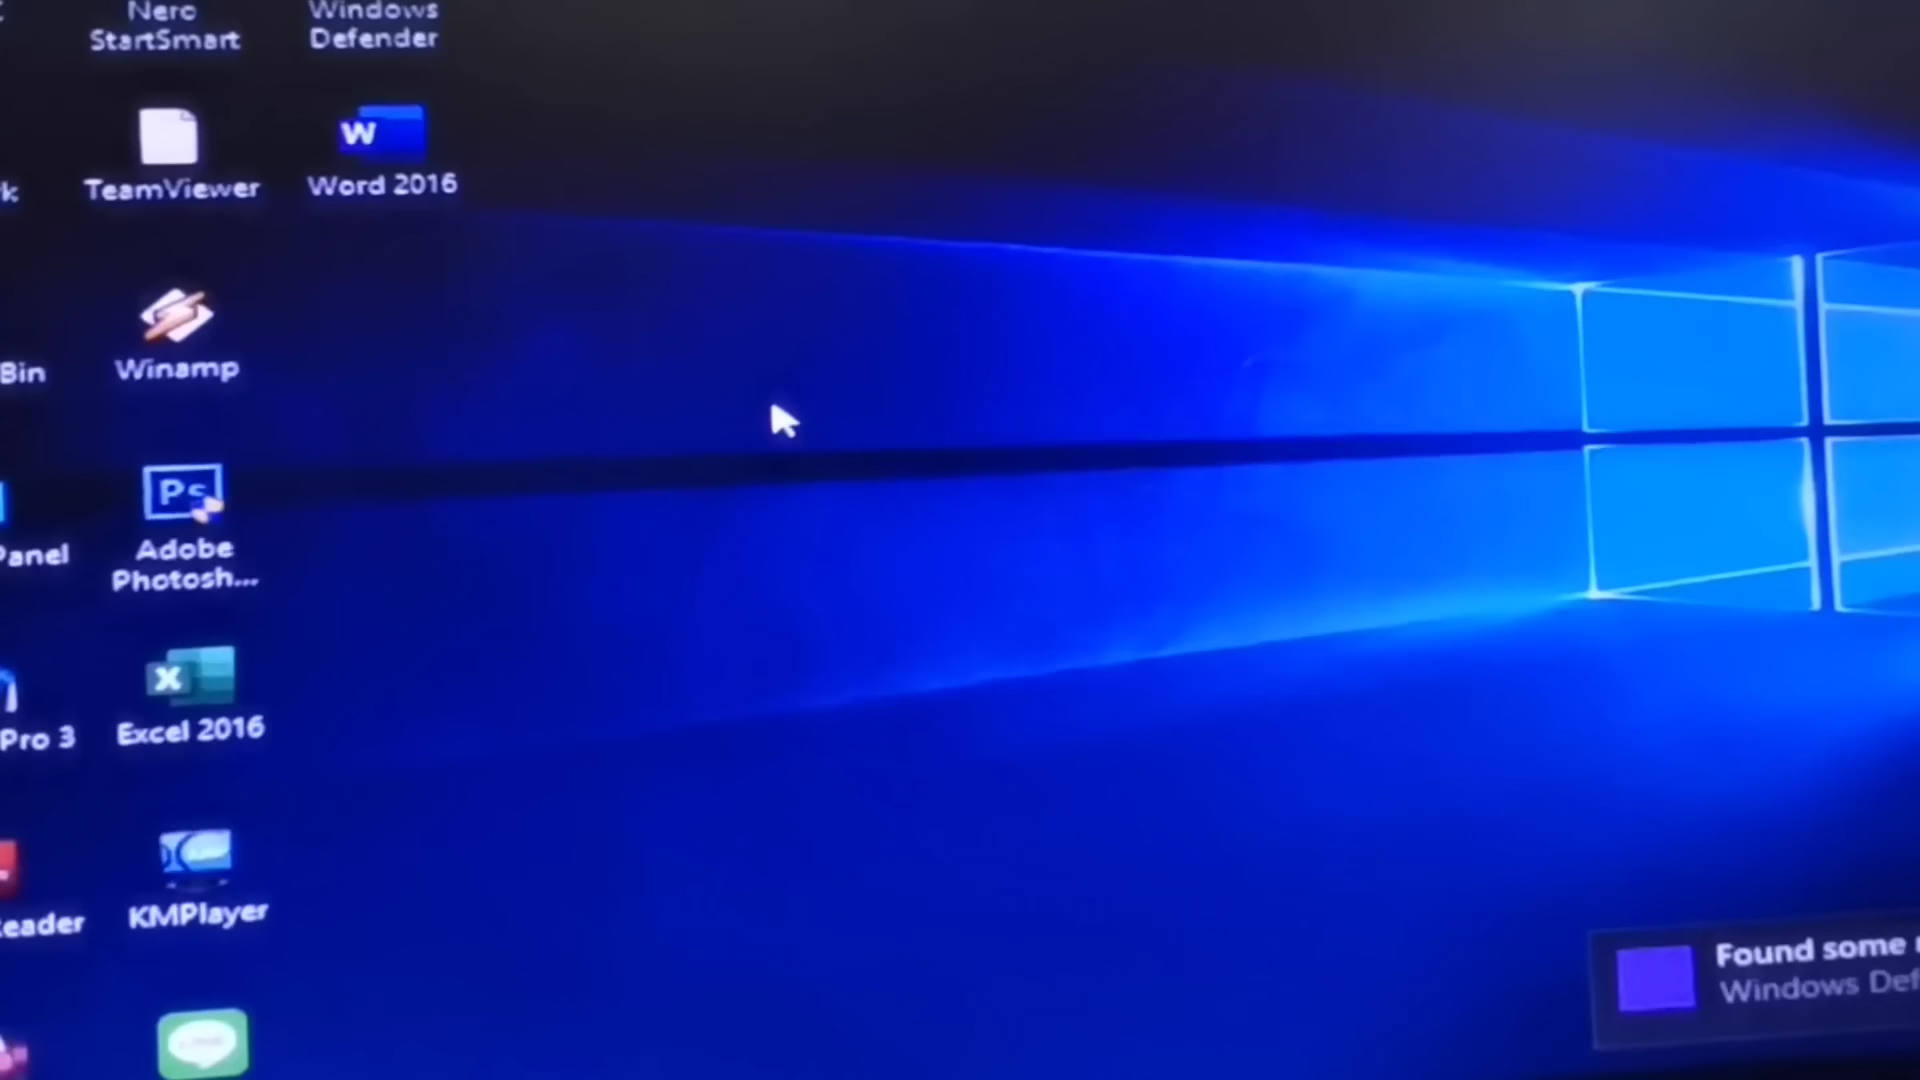 Nero
StartSmart
Windows
Defender
W
TeamViewer
Word 2016
Bin
Winamp
Panel
Ps
Adobe
Photosh...
Pro 3
X
Excel 2016
KMPlayer
Found some
Windows Def